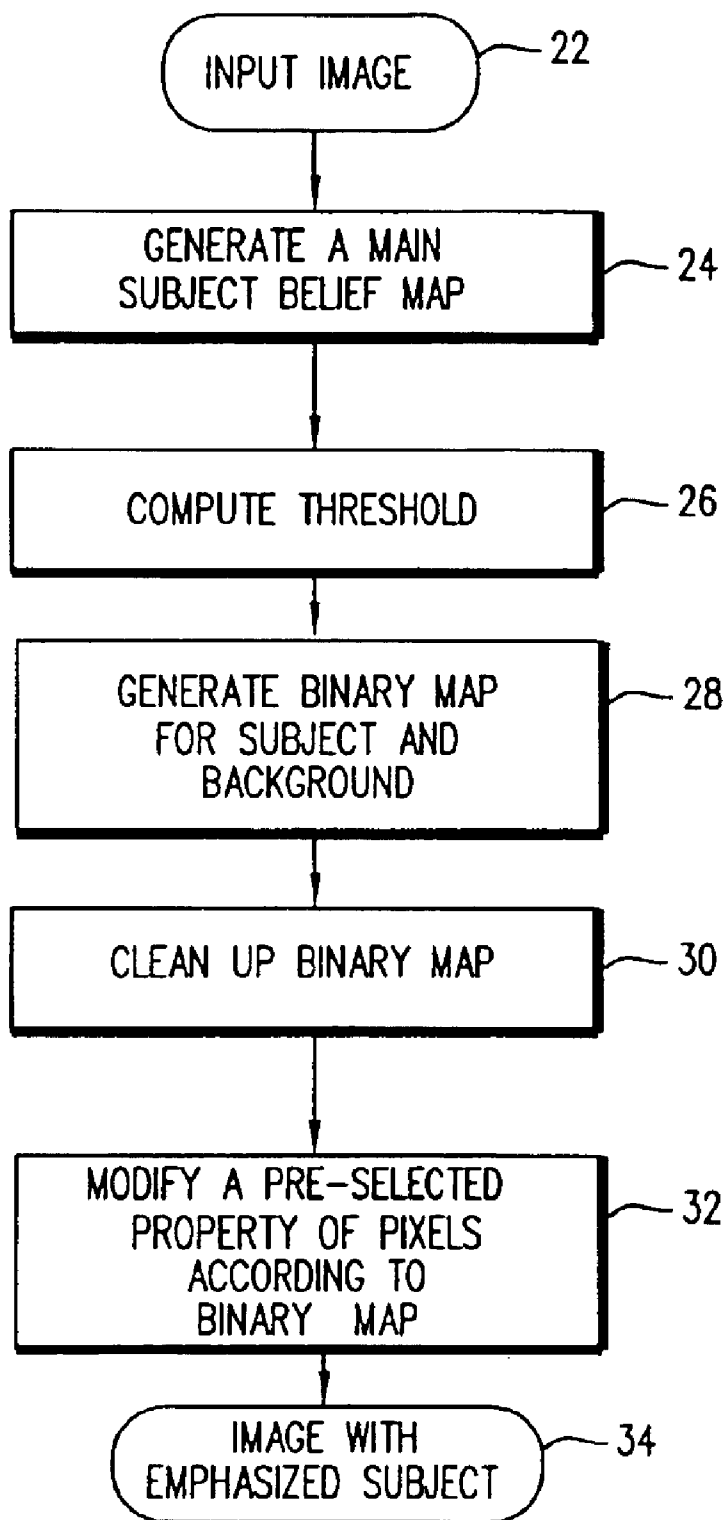 INPUT IMAGE
22
GENERATE A MAIN
SUBJECT BELIEF MAP
24
COMPUTE THRESHOLD
26
GENERATE BINARY MAP
FOR SUBJECT AND
BACKGROUND
28
CLEAN UP BINARY MAP
30
MODIFY A PRE-SELECTED
PROPERTY OF PIXELS
ACCORDING TO
BINARY MAP
32
IMAGE WITH
EMPHASIZED SUBJECT
34